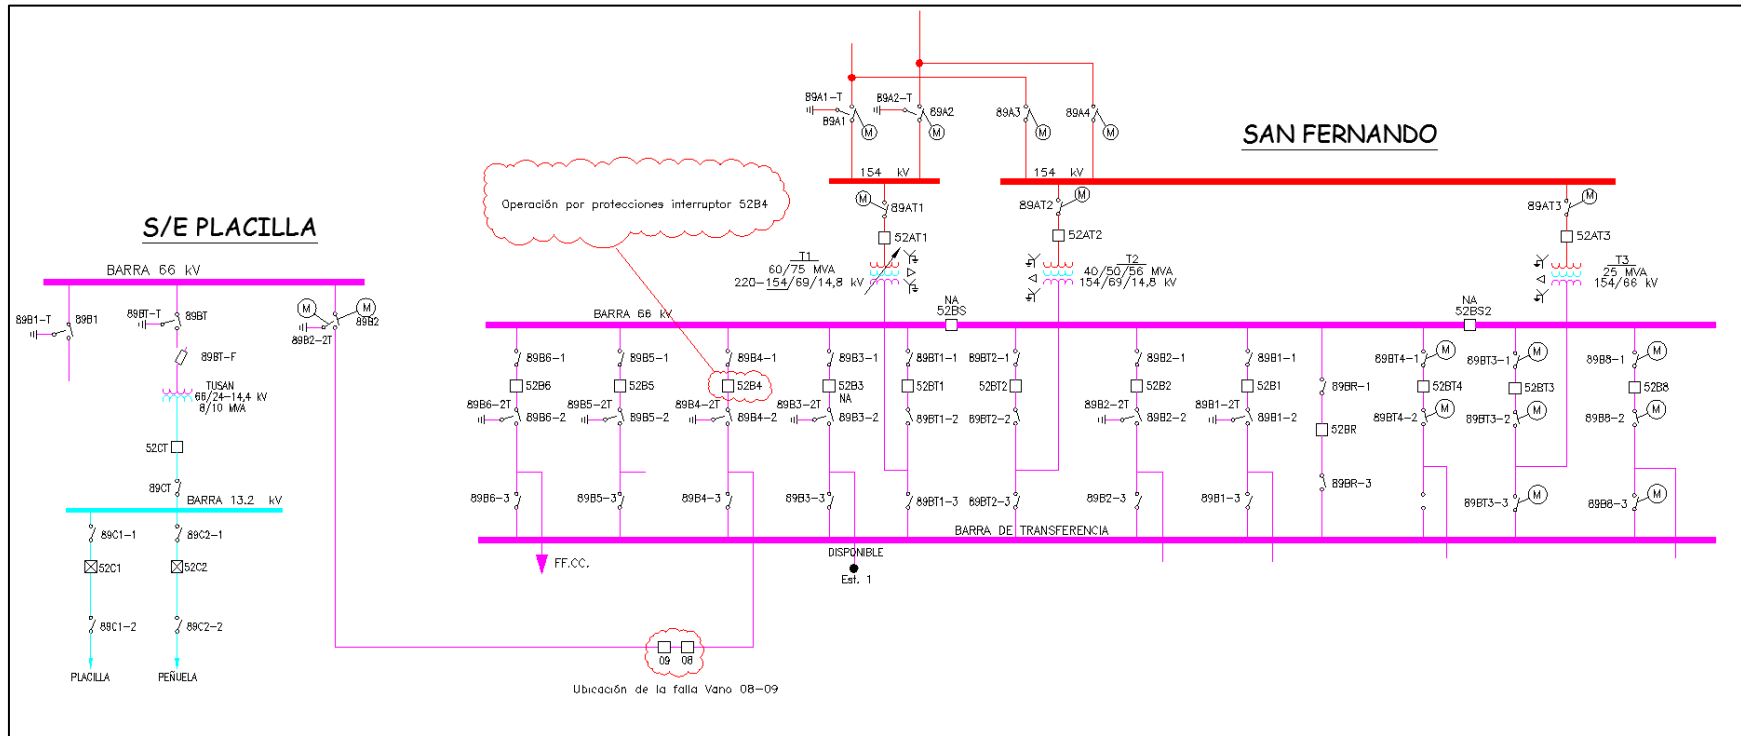 SAN FERNANDO
S/E PLACILLA
89A1-T
89A1
M
89A2-T
89A2
M
89A3
M
89A4
M
154 kV
154 kV
Operación por protecciones interruptor 52B4
M
89AT1
52AT1
T1
60/75 MVA
220-154/69/14,8 kV
89AT2
M
52AT2
T2
40/50/56 MVA
154/69/14,8 kV
89AT3
M
52AT3
T3
25 MVA
154/66 kV
BARRA 66 kV
89B1-T
89B1
89BT-T
89BT
M
M
89B2
89B2-2T
89BT-F
TUSAN
66/24-14,4 kV
8/10 MVA
52CT
89CT
BARRA 13.2 kV
89C1-1
89C2-1
52C1
52C2
89C1-2
89C2-2
PLACILLA
PEÑUELA
BARRA 66 kV
NA
52BS
NA
52BS2
89B6-1
89B5-1
89B4-1
89B3-1
89BT1-1
89BT2-1
89B2-1
89B1-1
89BR-1
89BT4-1
M
89BT3-1
M
89B8-1
M
52B6
52B5
52B4
52B3
NA
52BT1
52BT2
52B2
52B1
52BR
52BT4
52BT3
52B8
89B6-2T
89B6-2
89B5-2T
89B5-2
89B4-2T
89B4-2
89B3-2T
89B3-2
89BT1-2
89BT2-2
89B2-2T
89B2-2
89B1-2T
89B1-2
89BT4-2
M
89BT3-2
M
89B8-2
M
89B6-3
89B5-3
89B4-3
89B3-3
89BT1-3
89BT2-3
89B2-3
89B1-3
89BR-3
89BT3-3
M
89B8-3
M
BARRA DE TRANSFERENCIA
FF.CC.
DISPONIBLE
Est. 1
09
08
Ubicación de la falla Vano 08-09